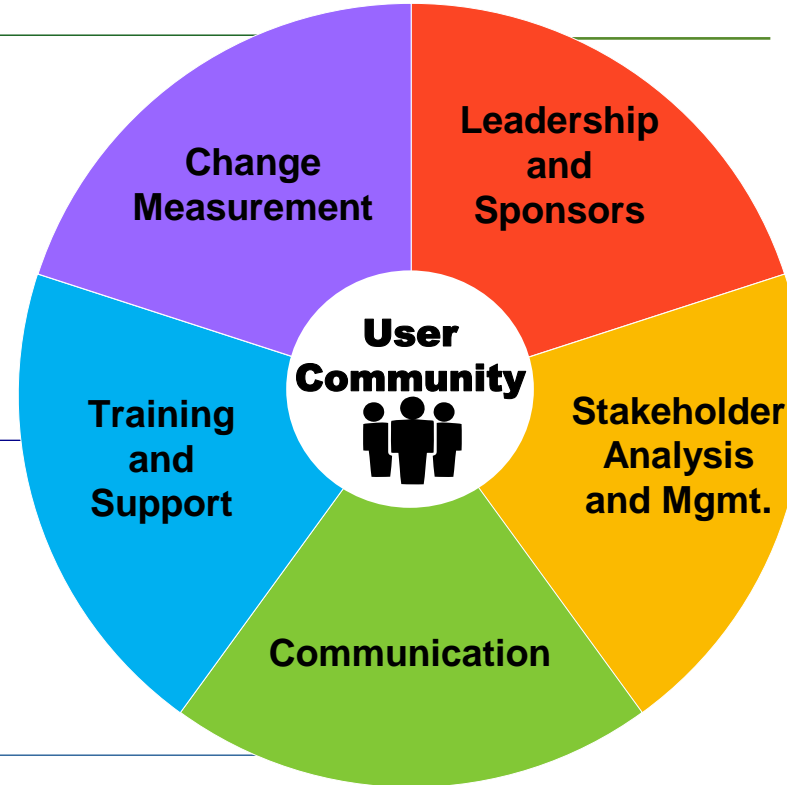 Change
Measurement
Leadership
and
Sponsors
User
Community
Training
and
Support
Stakeholder
Analysis
and Mgmt.
Communication